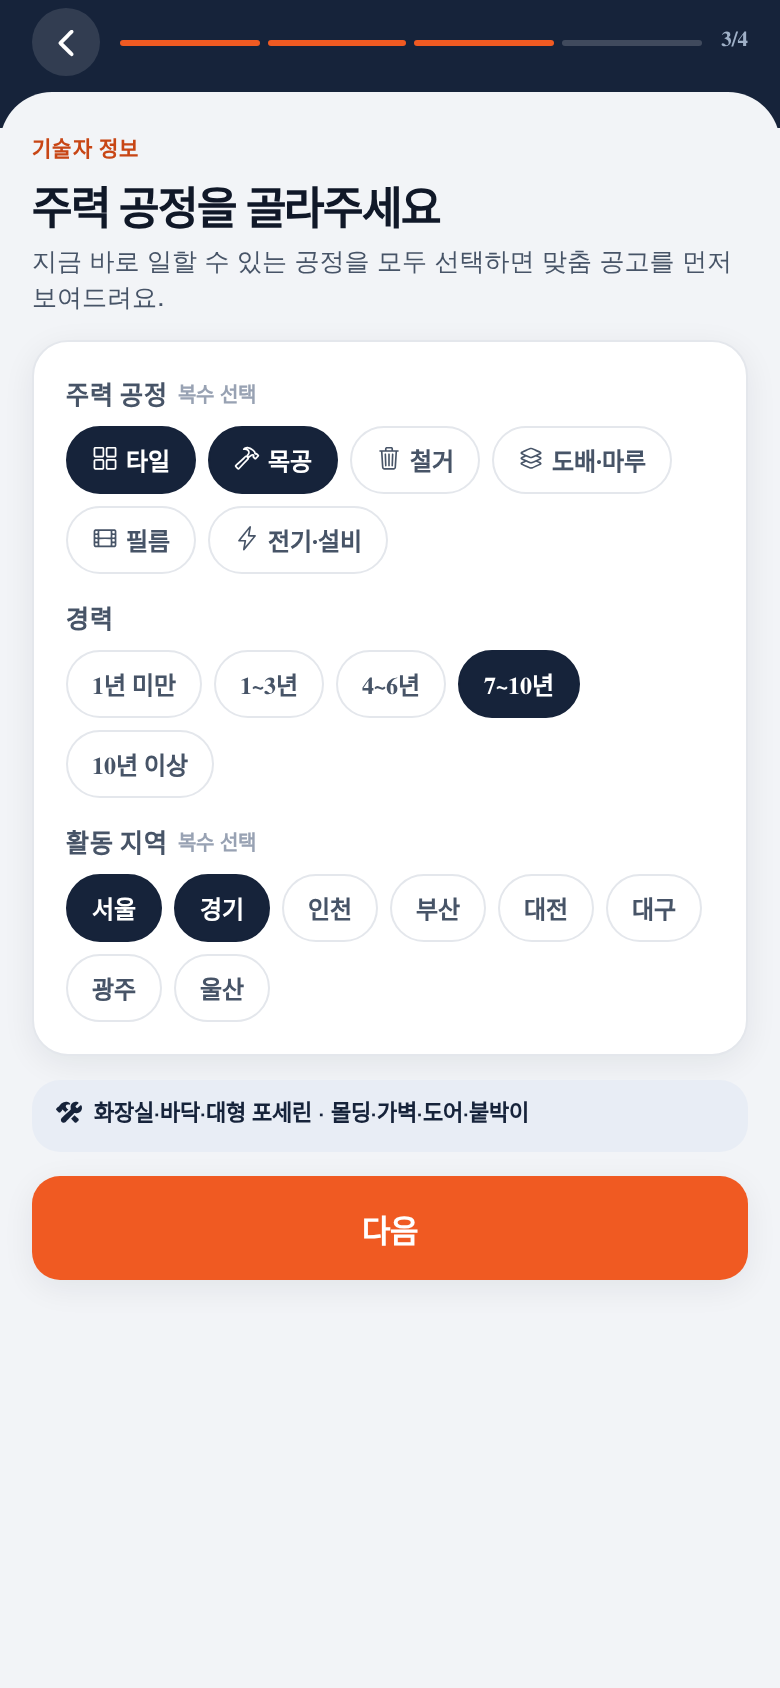 3/4
기술자 정보
주력 공정을 골라주세요
지금 바로 일할 수 있는 공정을 모두 선택하면 맞춤 공고를 먼저
보여드려요.
주력 공정 복수 선택
타일 목공 철거 도배·마루
필름 전기·설비
경력
1년 미만 1~3년 4~6년 7~10년
10년 이상
활동 지역 복수 선택
서울 경기 인천 부산 대전 대구
광주 울산
화장실·바닥·대형 포세린 · 몰딩·가벽·도어·붙박이
다음